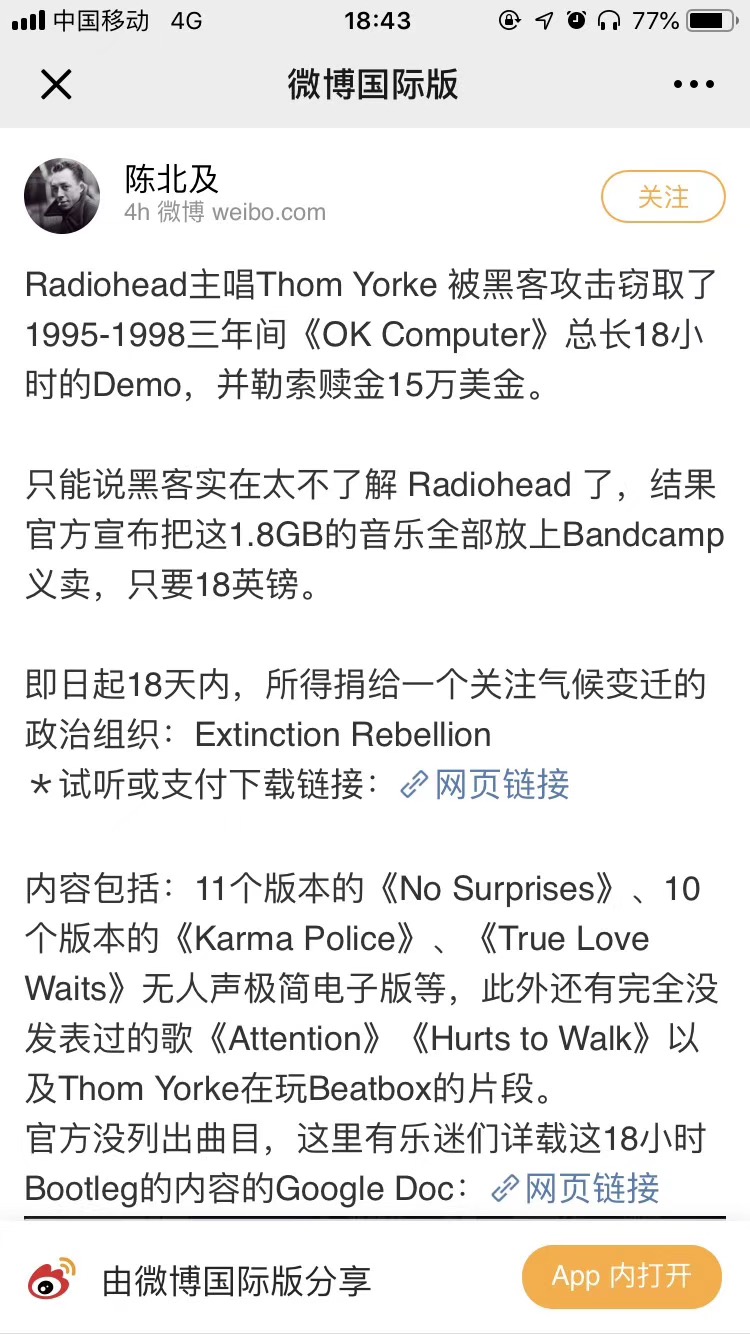 中国移动 4G 18:43 77%
微博国际版
陈北及
4h 微博 weibo.com
关注
Radiohead主唱Thom Yorke 被黑客攻击窃取了
1995-1998三年间《OK Computer》总长18小
时的Demo，并勒索赎金15万美金。
只能说黑客实在太不了解 Radiohead 了，结果
官方宣布把这1.8GB的音乐全部放上Bandcamp
义卖，只要18英镑。
即日起18天内，所得捐给一个关注气候变迁的
政治组织：Extinction Rebellion
＊试听或支付下载链接：网页链接
内容包括：11个版本的《No Surprises》、10
个版本的《Karma Police》、《True Love
Waits》无人声极简电子版等，此外还有完全没
发表过的歌《Attention》《Hurts to Walk》以
及Thom Yorke在玩Beatbox的片段。
官方没列出曲目，这里有乐迷们详载这18小时
Bootleg的内容的Google Doc：网页链接
由微博国际版分享
App 内打开